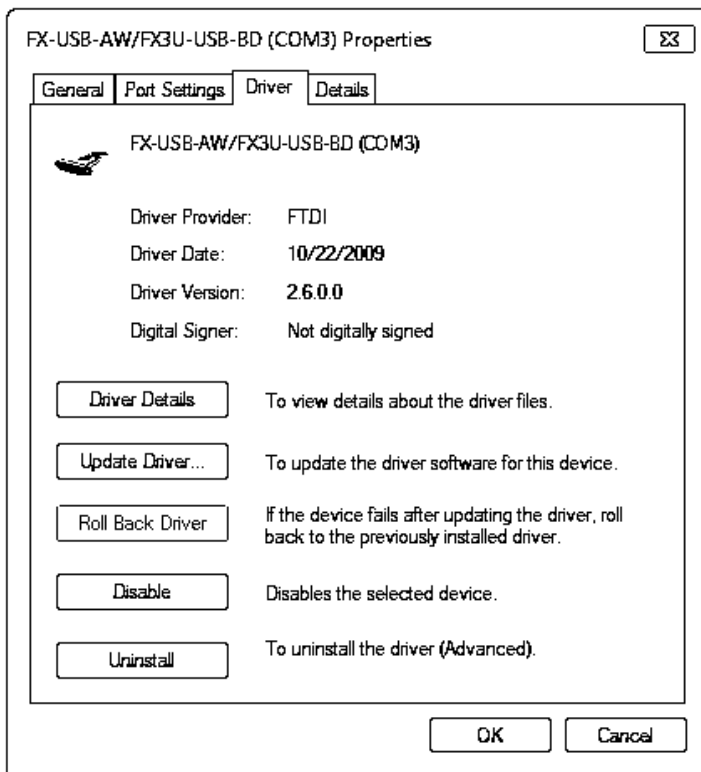 FX-USB-AW/FX3U-USB-BD (COM3) Properties
General Port Settings Driver Details
FX-USB-AW/FX3U-USB-BD (COM3)
Driver Provider: FTDI
Driver Date: 10/22/2009
Driver Version: 2.6.0.0
Digital Signer: Not digitally signed
Driver Details To view details about the driver files.
Update Driver... To update the driver software for this device.
Roll Back Driver If the device fails after updating the driver, roll
back to the previously installed driver.
Disable Disables the selected device.
Uninstall To uninstall the driver (Advanced).
OK Cancel